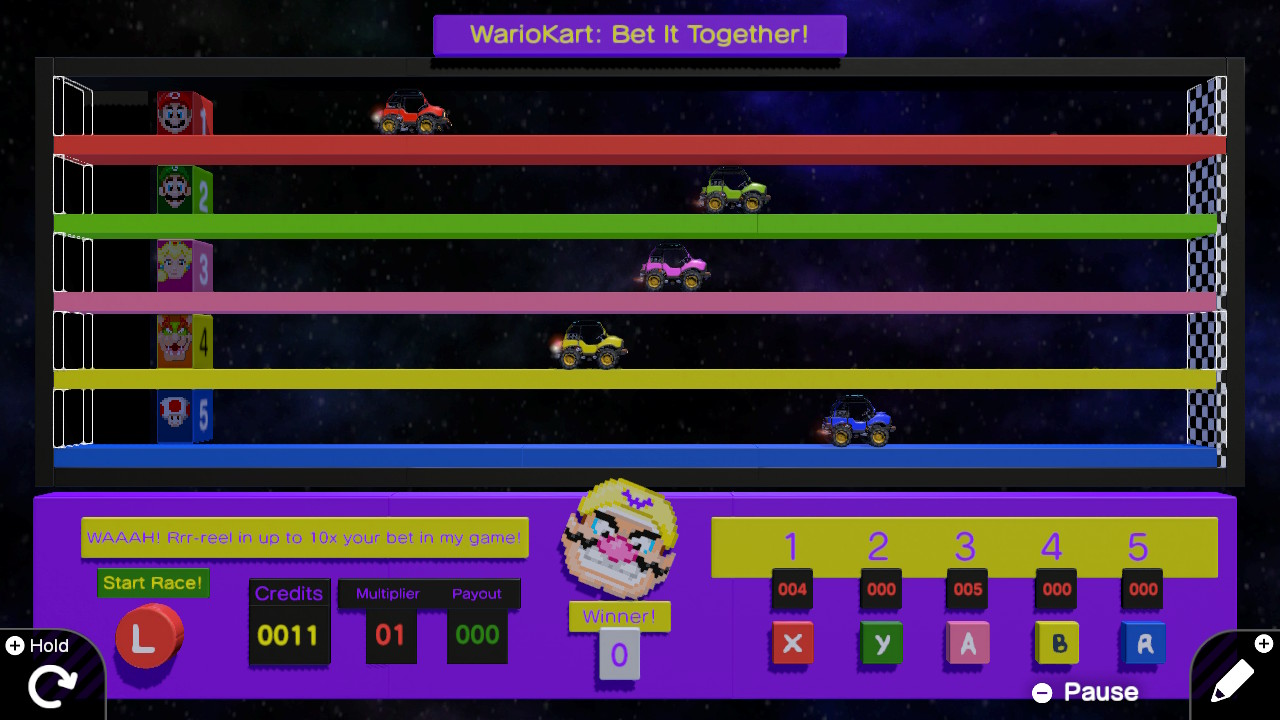 WarioKart: Bet It Together!
1
2
3
4
5
WAAAH! Rrr-reel in up to 10x your bet in my game!
Start Race!
L
Credits
0011
Multiplier
01
Payout
000
Winner!
0
1 2 3 4 5
004 000 005 000 000
X Y A B R
+ Hold
+
- Pause